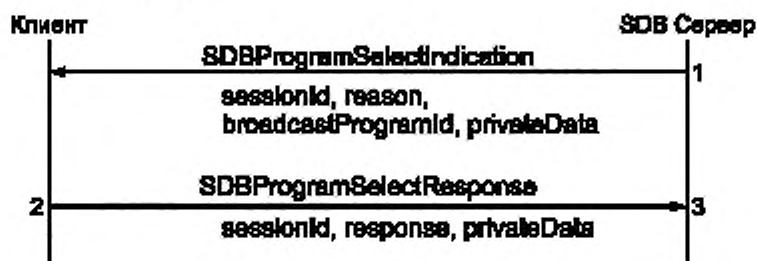 Клиент
SDB Сервер
SDBProgramSelectIndication
1
sessionId, reason,
broadcastProgramId, privateData
SDBProgramSelectResponse
2
3
sessionId, response, privateData